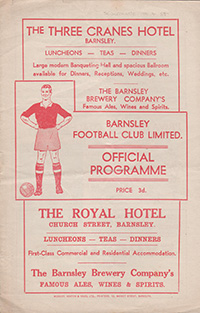 THE THREE CRANES HOTEL
BARNSLEY.
LUNCHEONS — TEAS — DINNERS
Large modern Banqueting Hall and spacious Ballroom
available for Dinners, Receptions, Weddings, etc.
THE BARNSLEY
BREWERY COMPANY'S
Famous Ales, Wines and Spirits.
BARNSLEY
FOOTBALL CLUB LIMITED.
OFFICIAL
PROGRAMME
PRICE 3d.
THE ROYAL HOTEL
CHURCH STREET, BARNSLEY.
LUNCHEONS — TEAS — DINNERS
First-Class Commercial and Residential Accommodation.
The Barnsley Brewery Company's
FAMOUS ALES, WINES & SPIRITS.